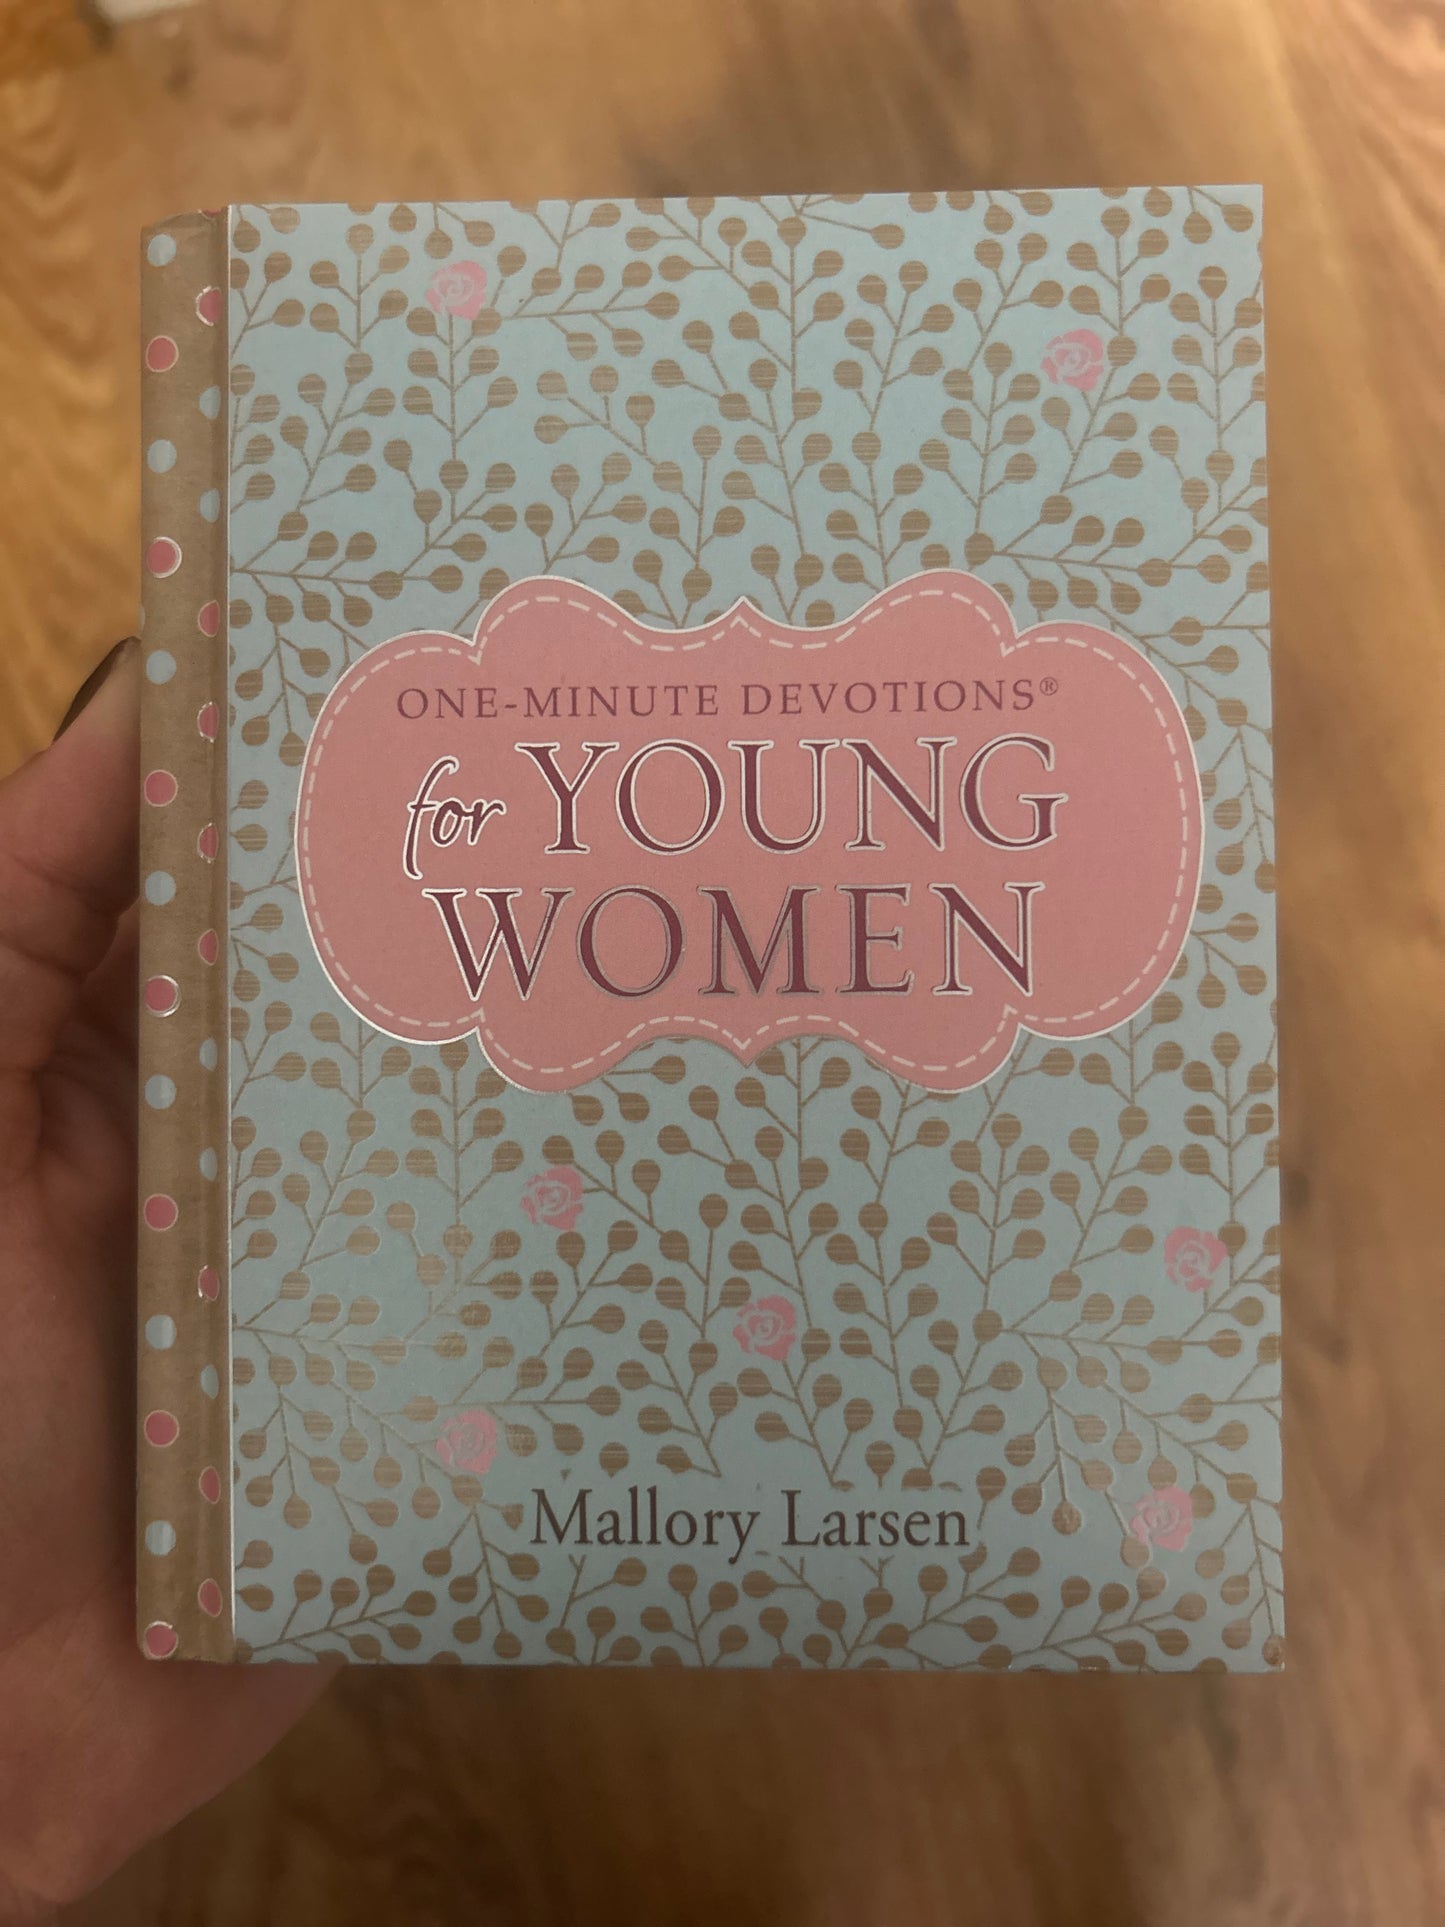 ONE-MINUTE DEVOTIONS®
for YOUNG
WOMEN
Mallory Larsen